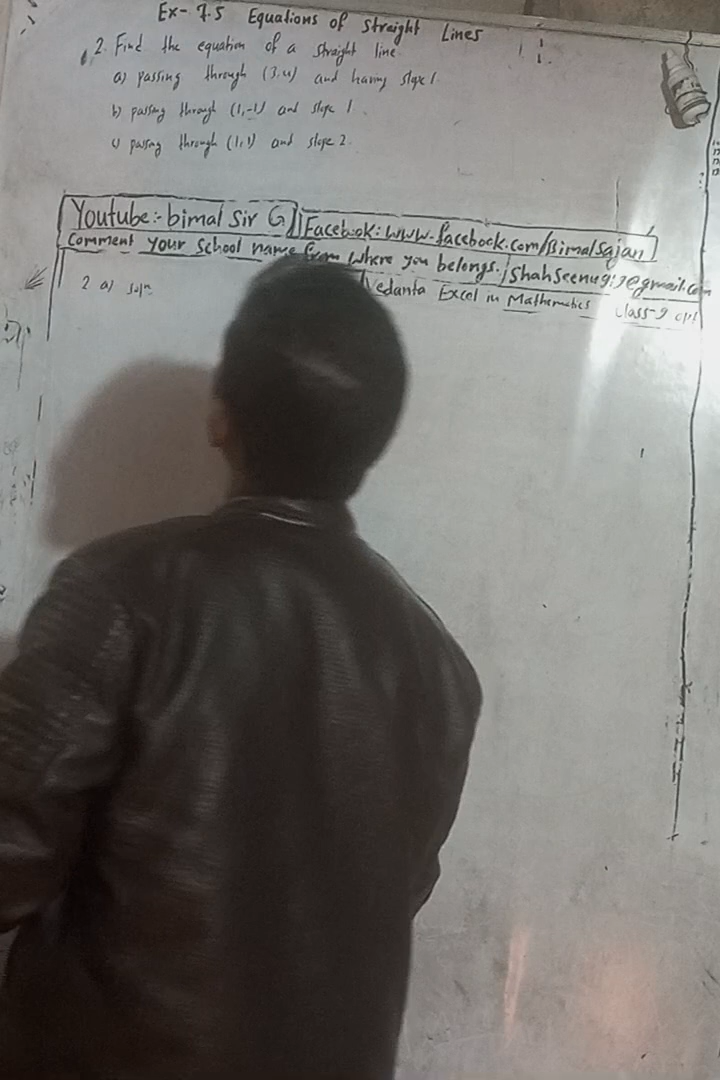 Ex- 7.5 Equations of Straight Lines
2. Find the equation of a straight line
a) passing through (3,4) and having slope 1
b) passing through (1,-1) and slope 1.
c) passing through (1,1) and slope 2.
Youtube:- bimal Sir G Facebook: www.facebook.com/Bimalsajan
Comment your School name from where you belongs.
2 a) soln Vedanta Excel in Mathematics Class-9 opt